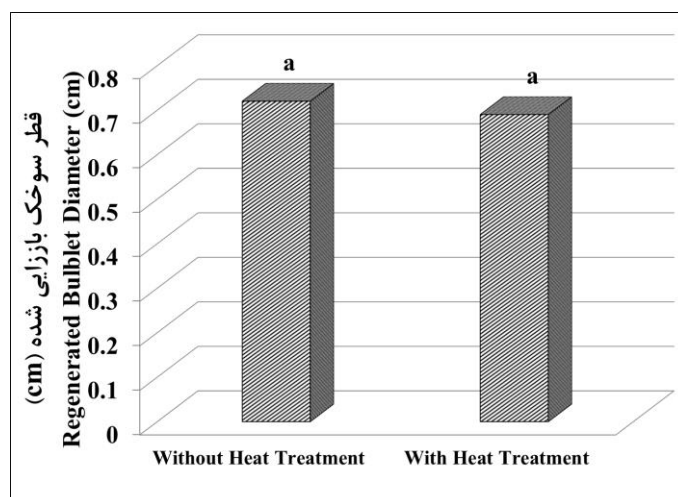 قطر سوخک باززایی شده (cm)
Regenerated Bulblet Diameter (cm)
0.8
0.7
0.6
0.5
0.4
0.3
0.2
0.1
0
a
a
Without Heat Treatment
With Heat Treatment